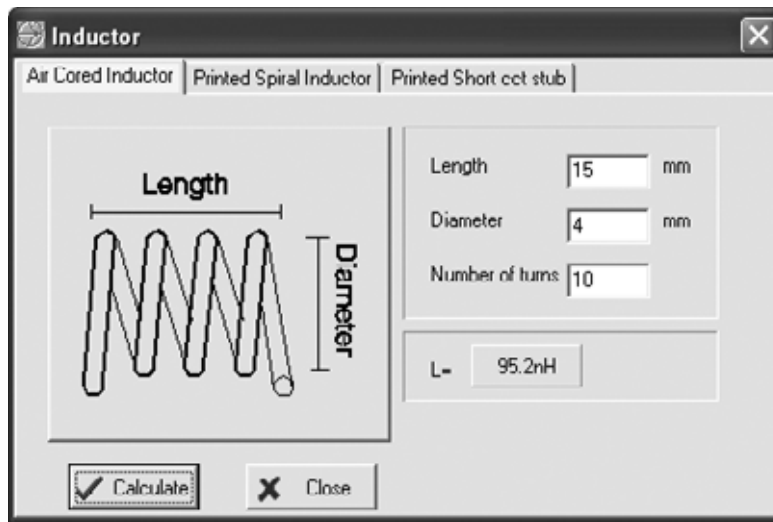 Inductor
Air Cored Inductor
Printed Spiral Inductor
Printed Short cct stub
Length
Diameter
Length 15 mm
Diameter 4 mm
Number of turns 10
L= 95.2nH
Calculate
Close